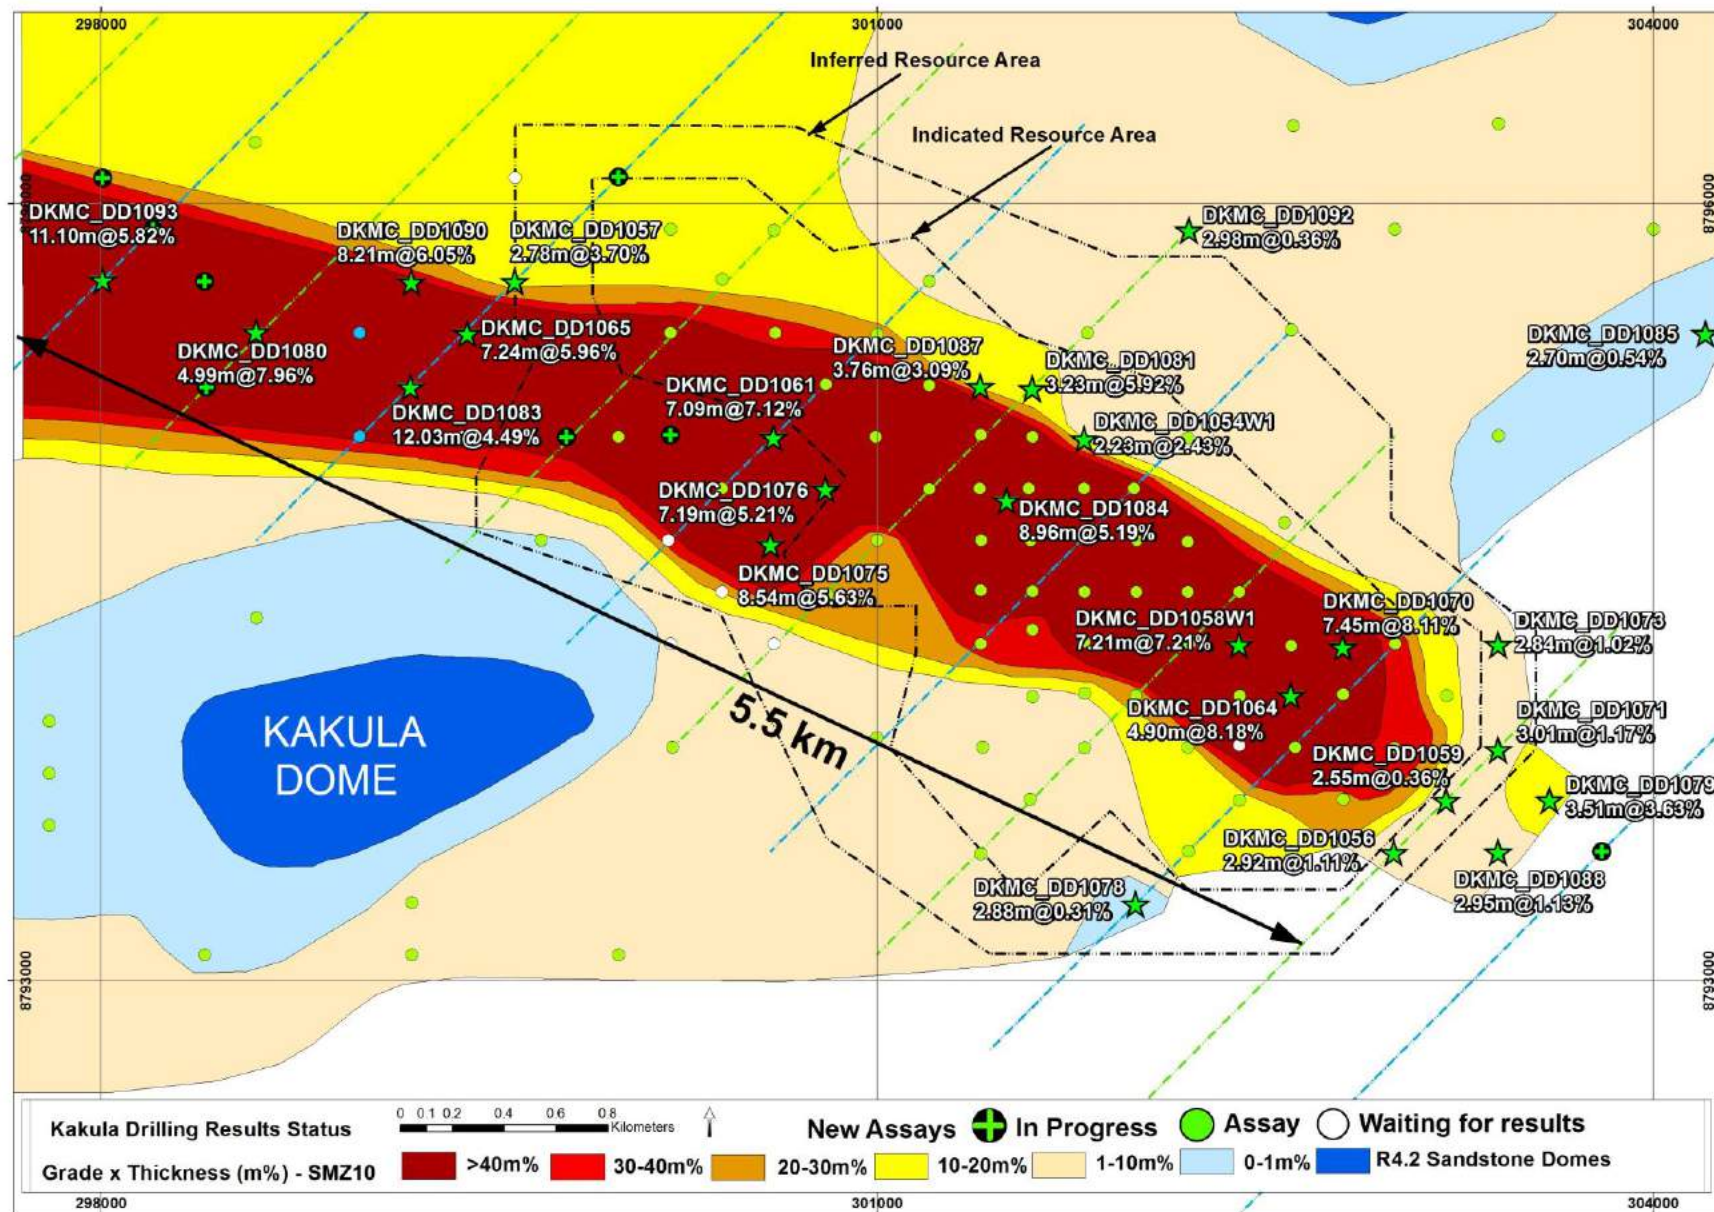 298000
301000
304000
Inferred Resource Area
Indicated Resource Area
8796000
DKMC_DD1093
11.10m@5.82%
DKMC_DD1090
8.21m@6.05%
DKMC_DD1057
2.78m@3.70%
DKMC_DD1092
2.98m@0.36%
DKMC_DD1080
4.99m@7.96%
DKMC_DD1065
7.24m@5.96%
DKMC_DD1087
3.76m@3.09%
DKMC_DD1081
3.23m@5.92%
DKMC_DD1085
2.70m@0.54%
DKMC_DD1061
7.09m@7.12%
DKMC_DD1083
12.03m@4.49%
DKMC_DD1054W1
2.23m@2.43%
DKMC_DD1076
7.19m@5.21%
DKMC_DD1084
8.96m@5.19%
DKMC_DD1075
8.54m@5.63%
DKMC_DD1058W1
7.21m@7.21%
DKMC_DD1070
7.45m@8.11%
DKMC_DD1073
2.84m@1.02%
KAKULA
DOME
5.5 km
DKMC_DD1064
4.90m@8.18%
DKMC_DD1071
3.01m@1.17%
DKMC_DD1059
2.55m@0.36%
DKMC_DD1079
3.51m@3.63%
DKMC_DD1056
2.92m@1.11%
DKMC_DD1078
2.88m@0.31%
DKMC_DD1088
2.95m@1.13%
8793000
8793000
Kakula Drilling Results Status
0 0.1 0.2 0.4 0.6 0.8
Kilometers
New Assays
In Progress
Assay
Waiting for results
Grade x Thickness (m%) - SMZ10
>40m%
30-40m%
20-30m%
10-20m%
1-10m%
0-1m%
R4.2 Sandstone Domes
298000
301000
304000